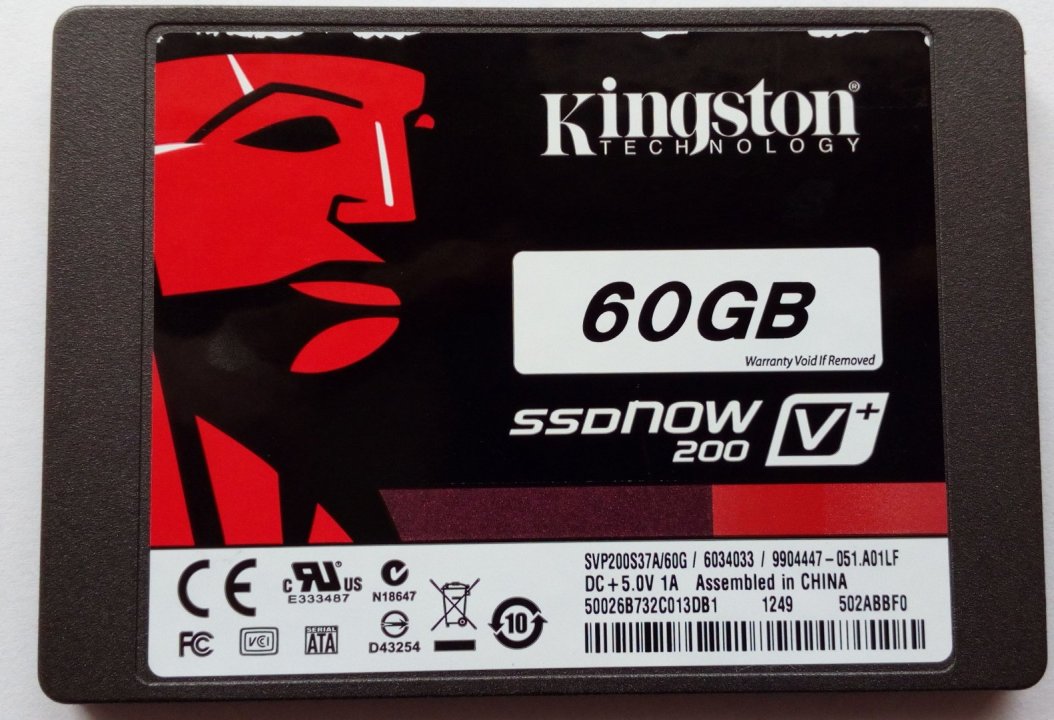 Kingston®
TECHNOLOGY
60GB
Warranty Void If Removed
SSDNOW V+
200
SVP200S37A/60G / 6034033 / 9904447-051.A01LF
DC+5.0V 1A Assembled in CHINA
50026B732C013DB1 1249 502ABBF0
CE
c RU® US
E333487
N18647
FC
VCI
SERIAL
ATA
D43254
10